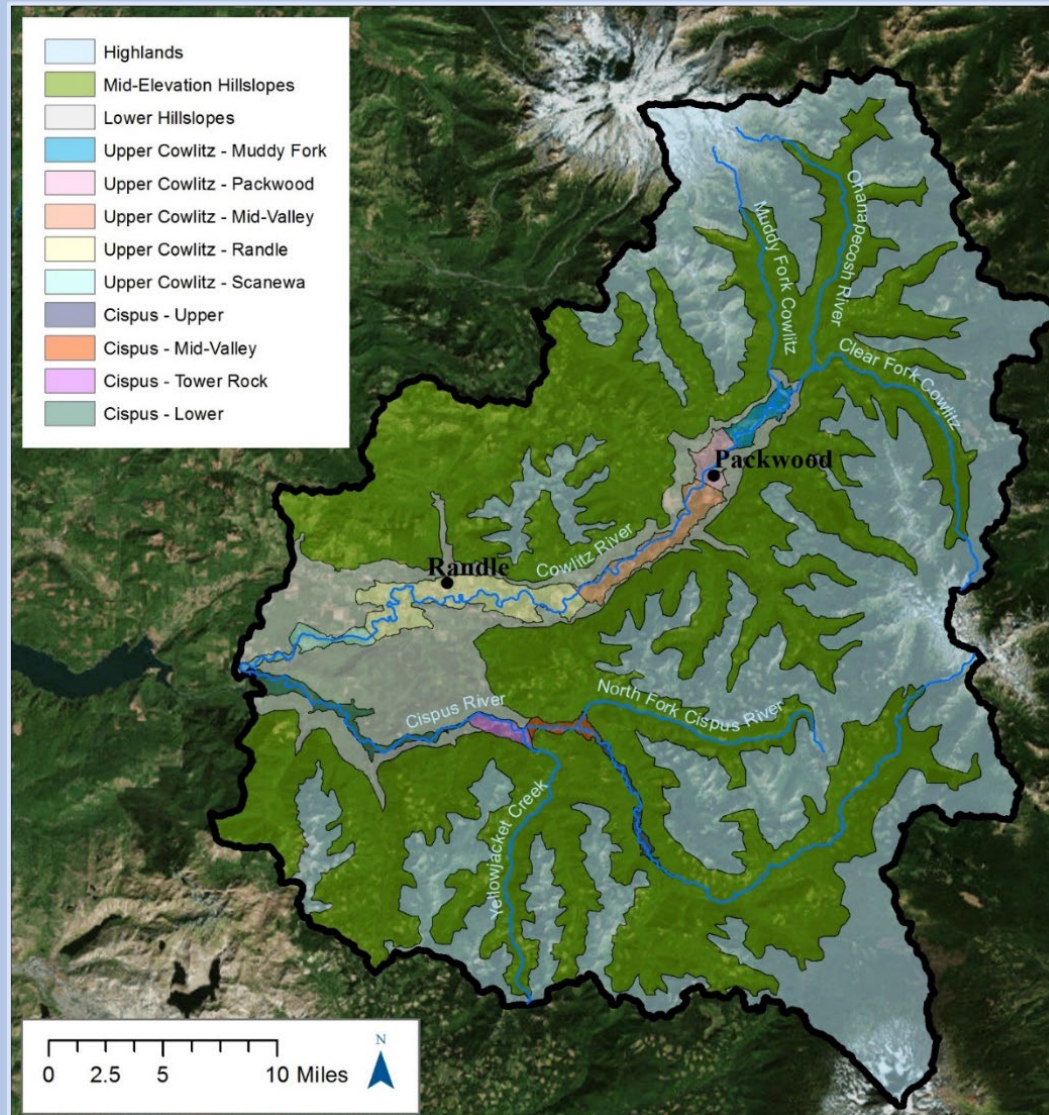 Highlands
Mid-Elevation Hillslopes
Lower Hillslopes
Upper Cowlitz - Muddy Fork
Upper Cowlitz - Packwood
Upper Cowlitz - Mid-Valley
Upper Cowlitz - Randle
Upper Cowlitz - Scanewa
Cispus - Upper
Cispus - Mid-Valley
Cispus - Tower Rock
Cispus - Lower
Ohanapecosh River
Muddy Fork Cowlitz
Clear Fork Cowlitz
Packwood
Cowlitz River
Randle
North Fork Cispus River
Cispus River
Yellowjacket Creek
N
0 2.5 5 10 Miles